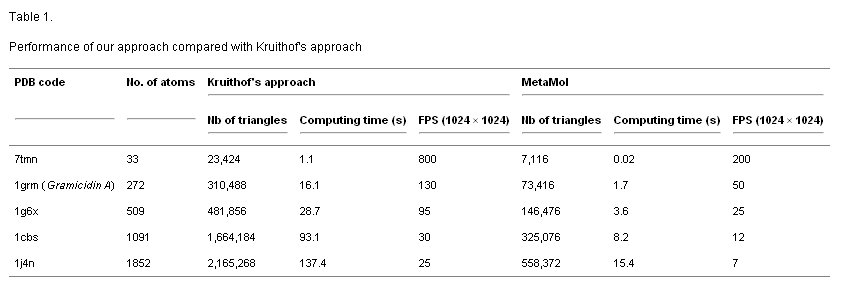 Table 1.
Performance of our approach compared with Kruithof's approach
PDB code No. of atoms Kruithof's approach MetaMol
Nb of triangles Computing time (s) FPS (1024 × 1024) Nb of triangles Computing time (s) FPS (1024 × 1024)
7tmn 33 23,424 1.1 800 7,116 0.02 200
1grm (Gramicidin A) 272 310,488 16.1 130 73,416 1.7 50
1g6x 509 481,856 28.7 95 146,476 3.6 25
1cbs 1091 1,664,184 93.1 30 325,076 8.2 12
1j4n 1852 2,165,268 137.4 25 558,372 15.4 7